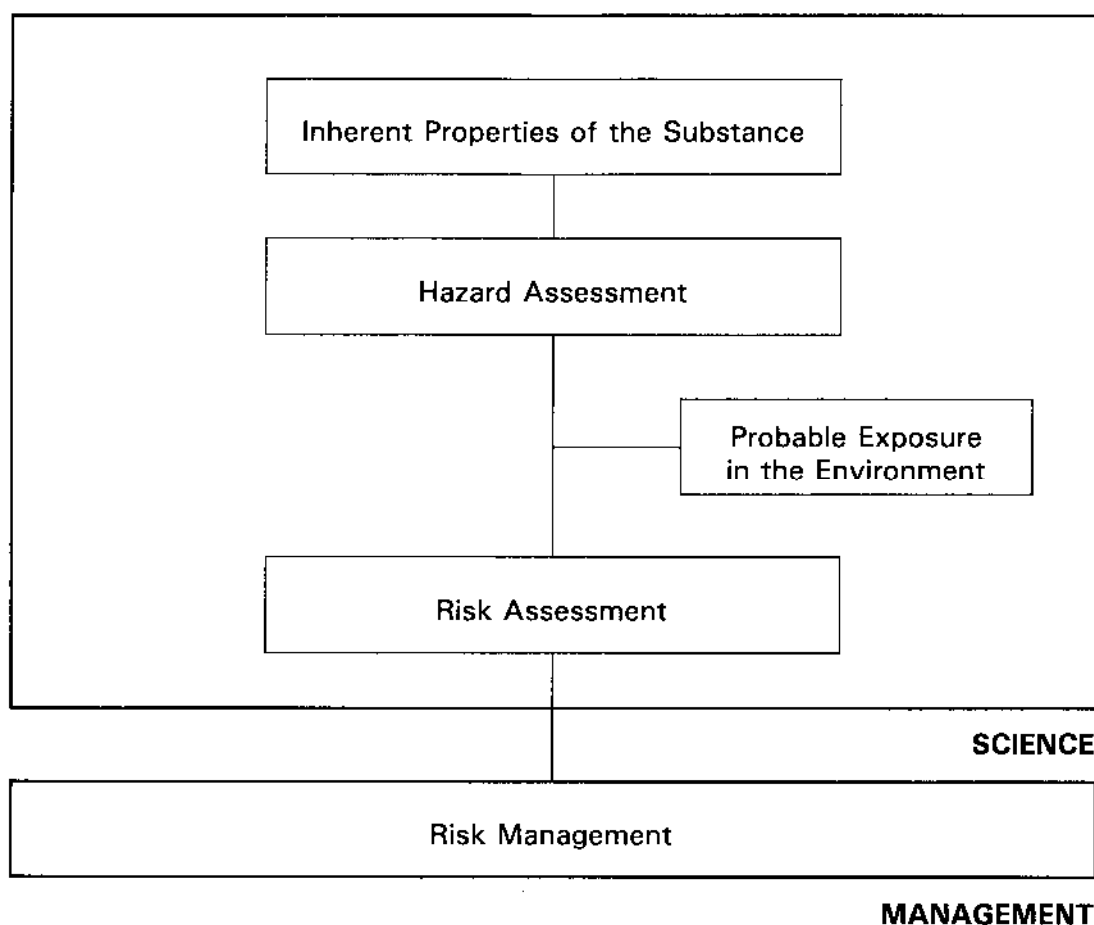 Inherent Properties of the Substance
Hazard Assessment
Probable Exposure
in the Environment
Risk Assessment
SCIENCE
Risk Management
MANAGEMENT